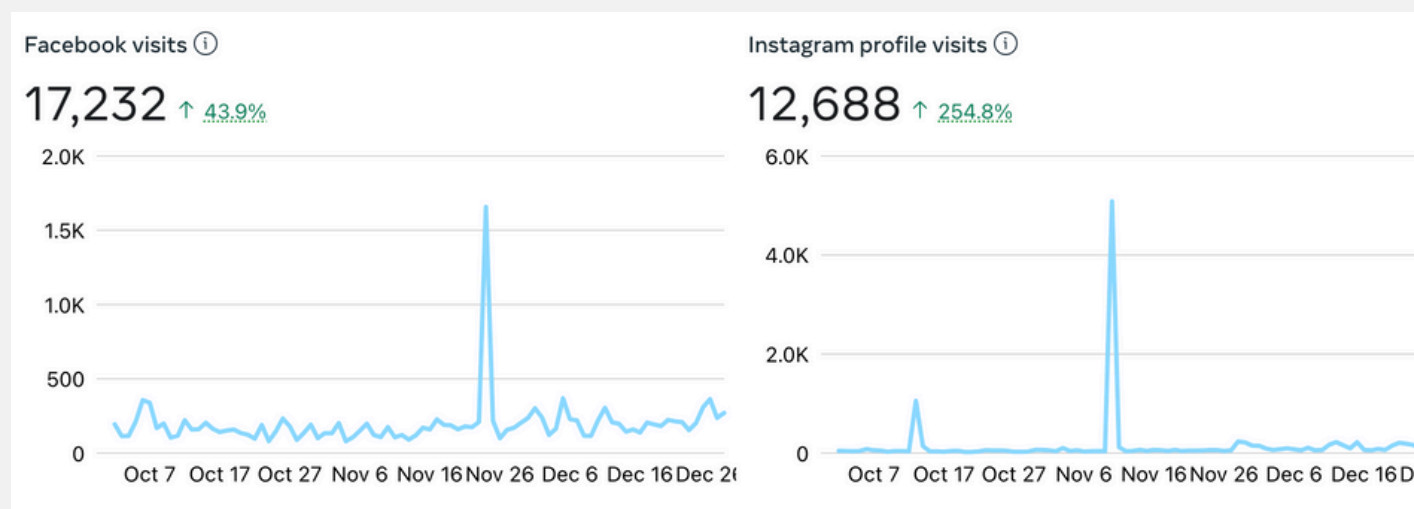 Facebook visits
17,232 ↑ 43.9%
2.0K
1.5K
1.0K
500
0
Oct 7 Oct 17 Oct 27 Nov 6 Nov 16 Nov 26 Dec 6 Dec 16 Dec 26
Instagram profile visits
12,688 ↑ 254.8%
6.0K
4.0K
2.0K
0
Oct 7 Oct 17 Oct 27 Nov 6 Nov 16 Nov 26 Dec 6 Dec 16 D